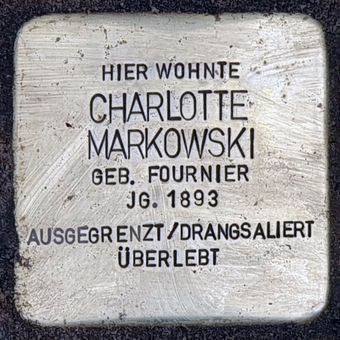 HIER WOHNTE
CHARLOTTE
MARKOWSKI
GEB. FOURNIER
JG. 1893
AUSGEGRENZT/DRANGSALIERT
ÜBERLEBT